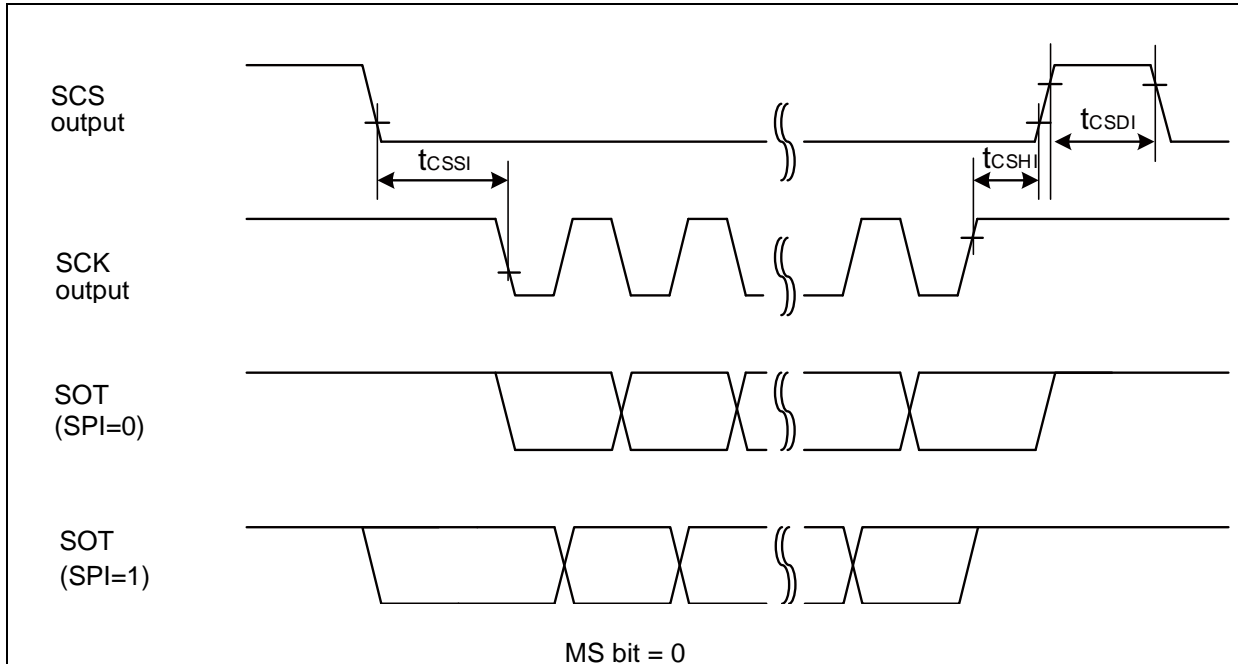 SCS
output
tCSSI
tCSHI
tCSDI
SCK
output
SOT
(SPI=0)
SOT
(SPI=1)
MS bit = 0